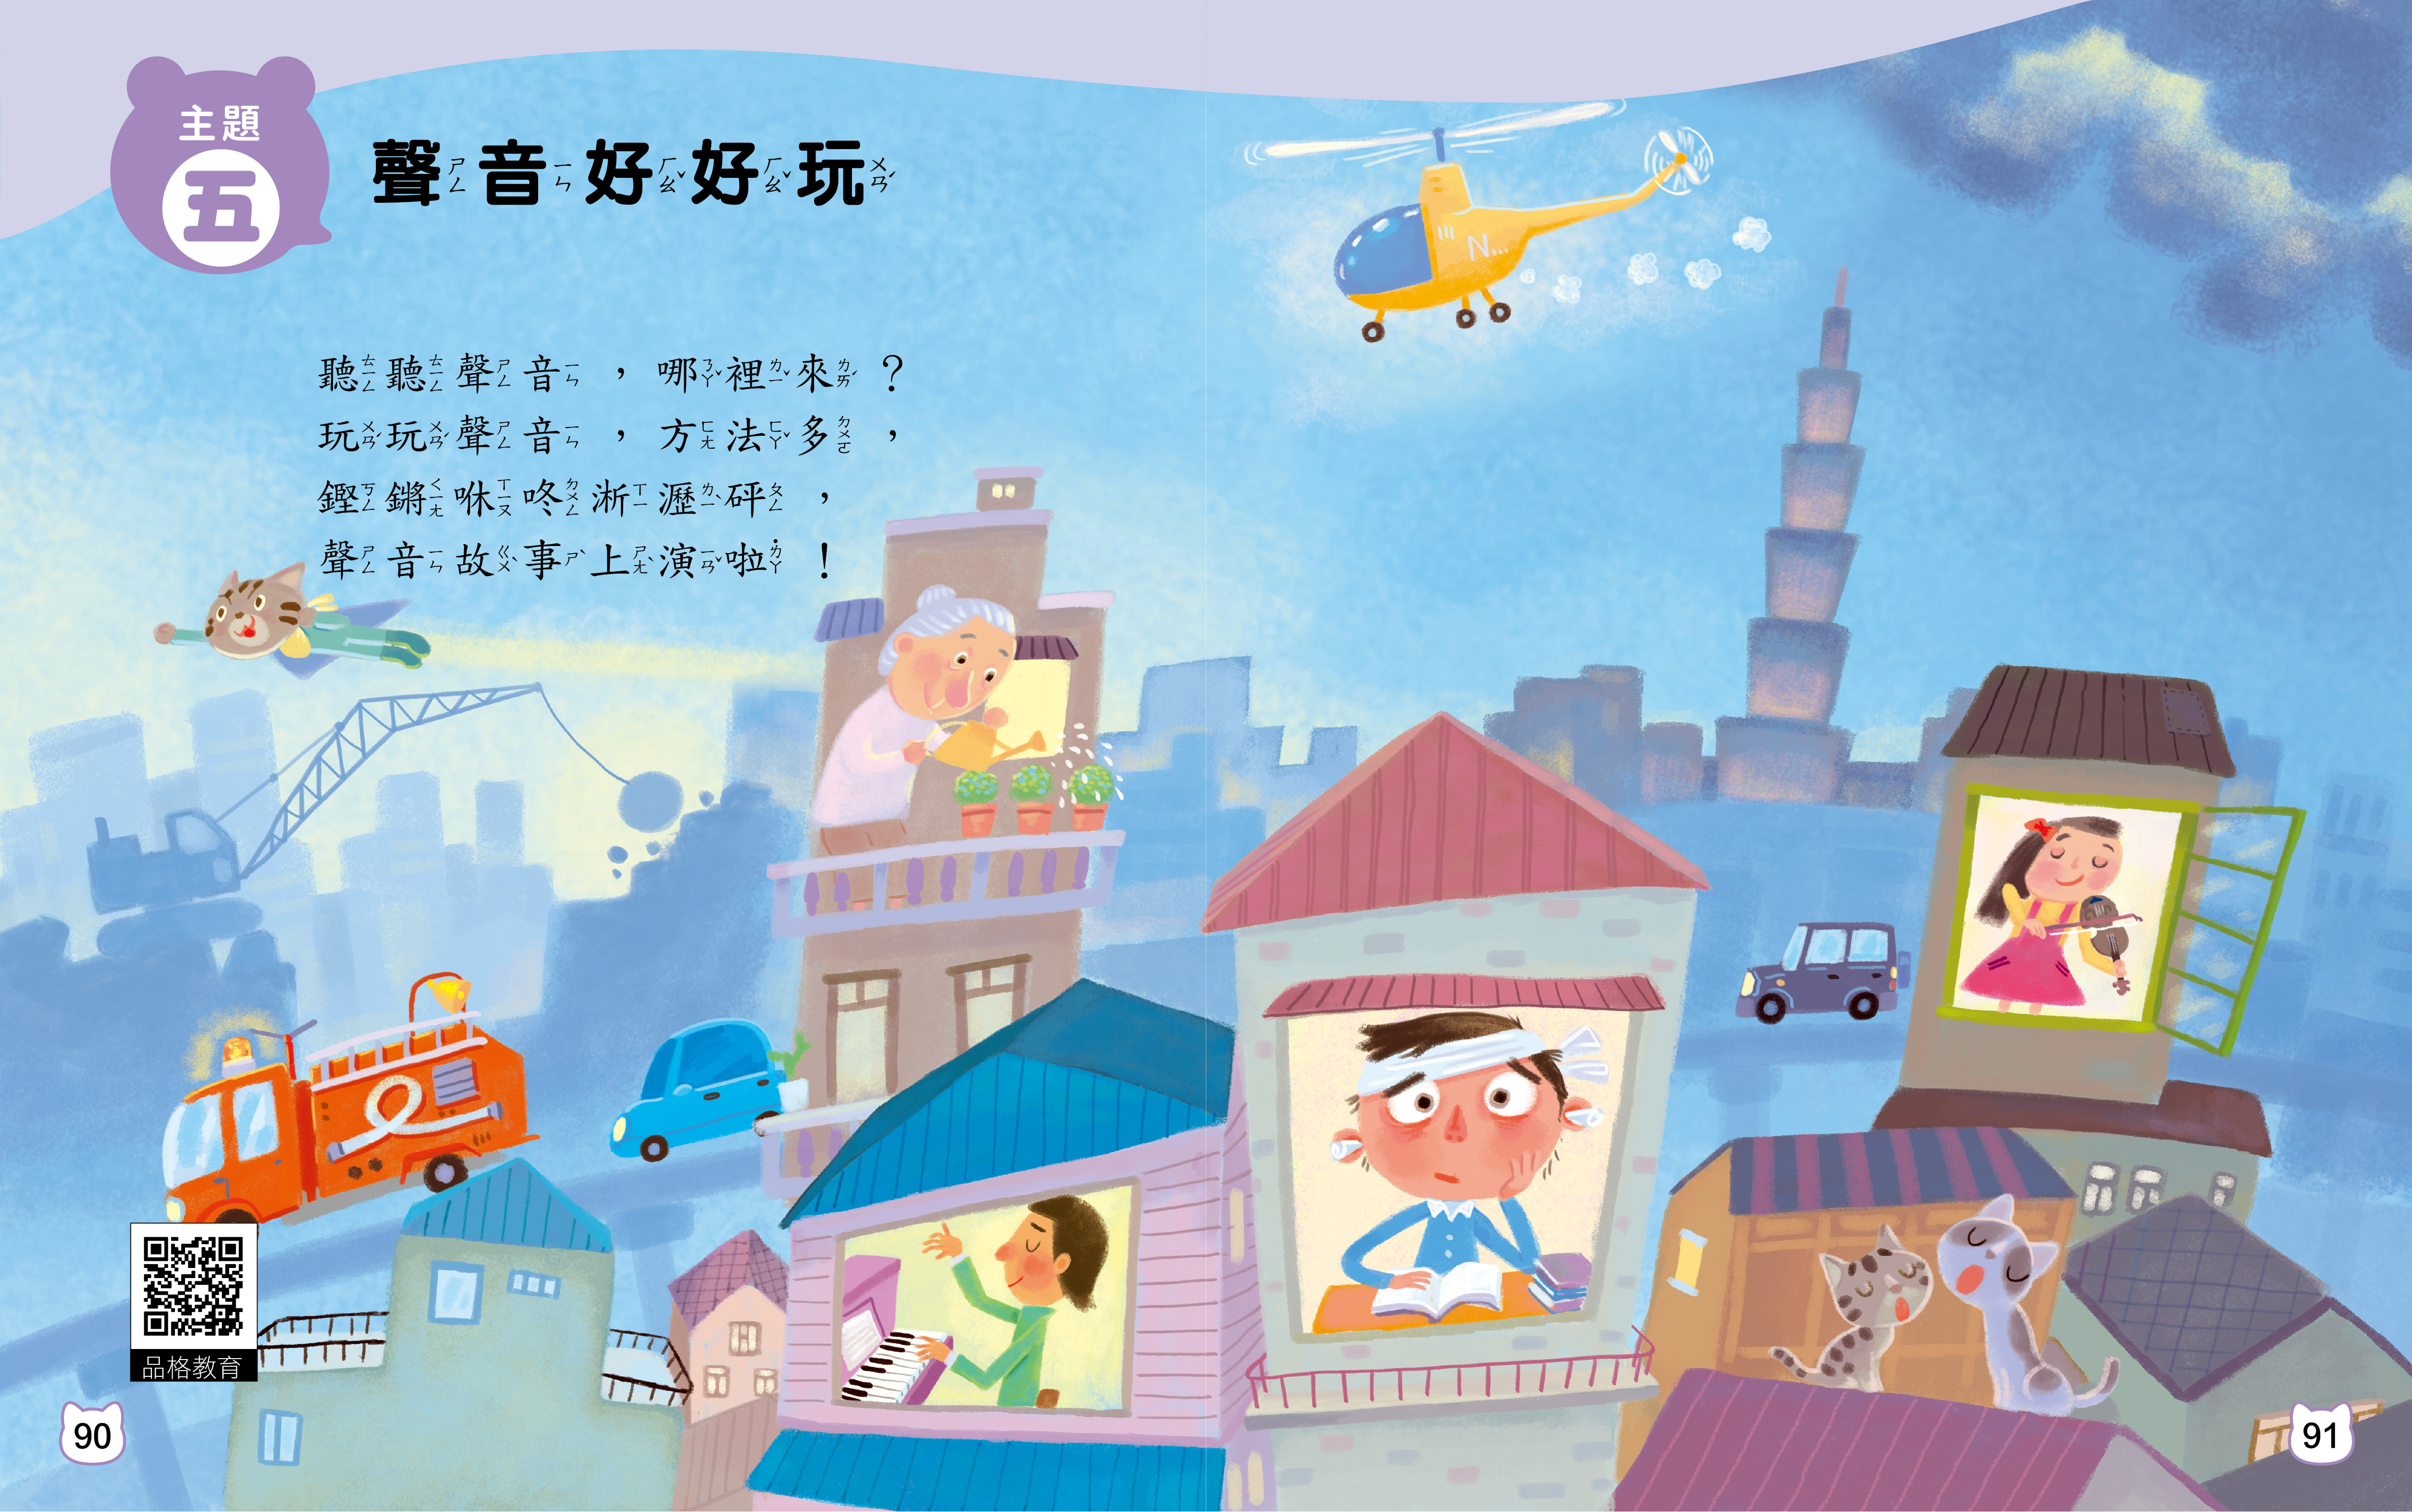 主題
五
聲音好好玩
聽聽聲音，哪裡來？
玩玩聲音，方法多，
鏗鏘咻咚淅瀝砰，
聲音故事上演啦！
N...
品格教育
90
91